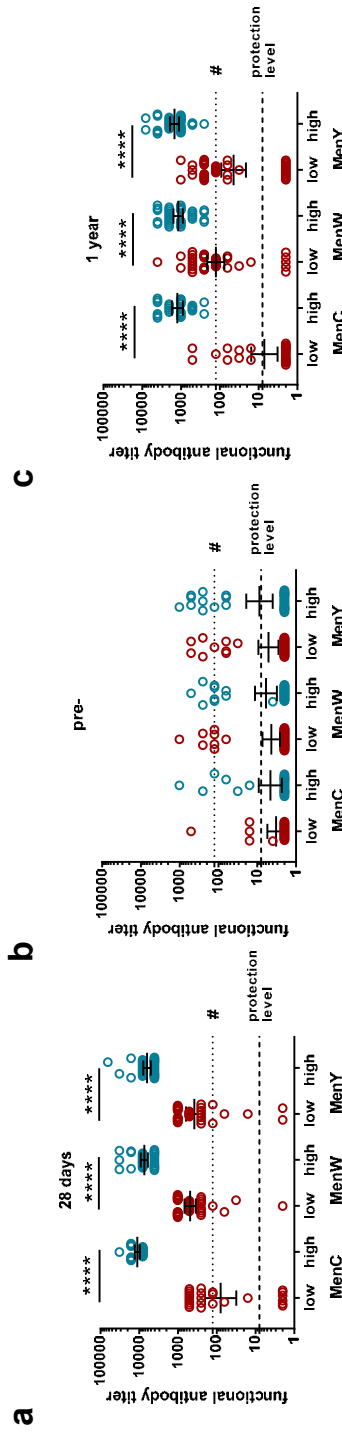 a
28 days
functional antibody titer
100000
10000
1000
100
10
1
****
****
****
#
protection
level
low high low high low high
MenC MenW MenY
b
pre-
functional antibody titer
100000
10000
1000
100
10
1
#
protection
level
low high low high low high
MenC MenW MenY
c
1 year
functional antibody titer
100000
10000
1000
100
10
1
****
****
****
#
protection
level
low high low high low high
MenC MenW MenY